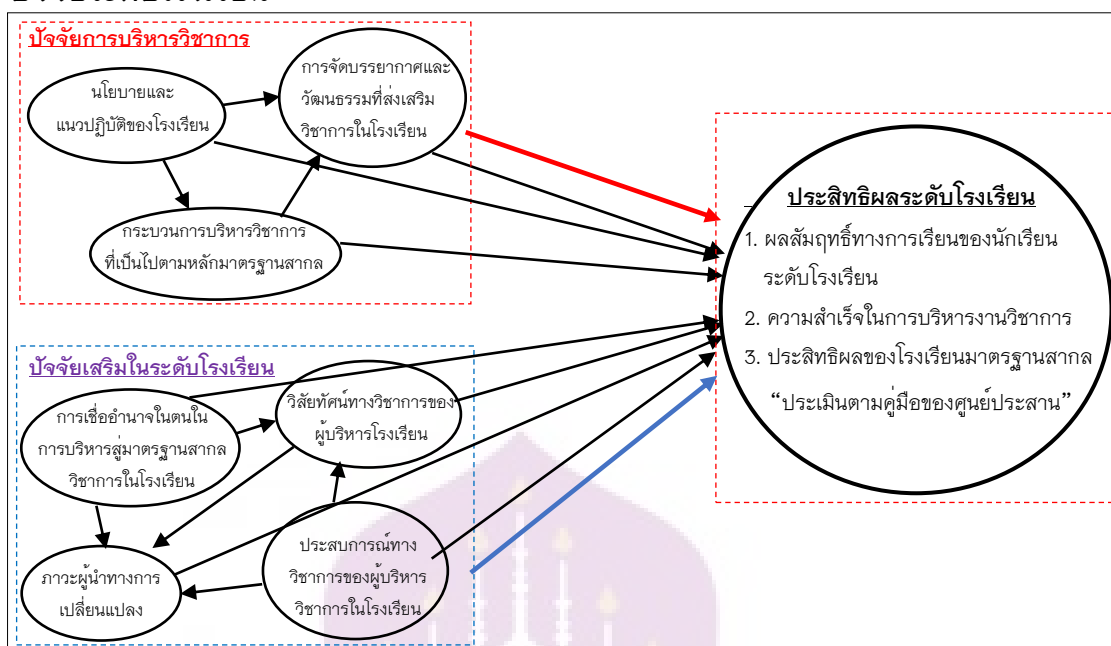 ปัจจัยการบริหารวิชาการ
นโยบายและ
แนวปฏิบัติของโรงเรียน
การจัดบรรยากาศและ
วัฒนธรรมที่ส่งเสริม
วิชาการในโรงเรียน
กระบวนการบริหารวิชาการ
ที่เป็นไปตามหลักมาตรฐานสากล
ปัจจัยเสริมในระดับโรงเรียน
การเชื่ออำนาจในตนใน
การบริหารสู่มาตรฐานสากล
วิชาการในโรงเรียน
วิสัยทัศน์ทางวิชาการของ
ผู้บริหารโรงเรียน
ภาวะผู้นำทางการ
เปลี่ยนแปลง
ประสบการณ์ทาง
วิชาการของผู้บริหาร
วิชาการในโรงเรียน
ประสิทธิผลระดับโรงเรียน
1. ผลสัมฤทธิ์ทางการเรียนของนักเรียน
ระดับโรงเรียน
2. ความสำเร็จในการบริหารงานวิชาการ
3. ประสิทธิผลของโรงเรียนมาตรฐานสากล
“ประเมินตามคู่มือของศูนย์ประสาน”